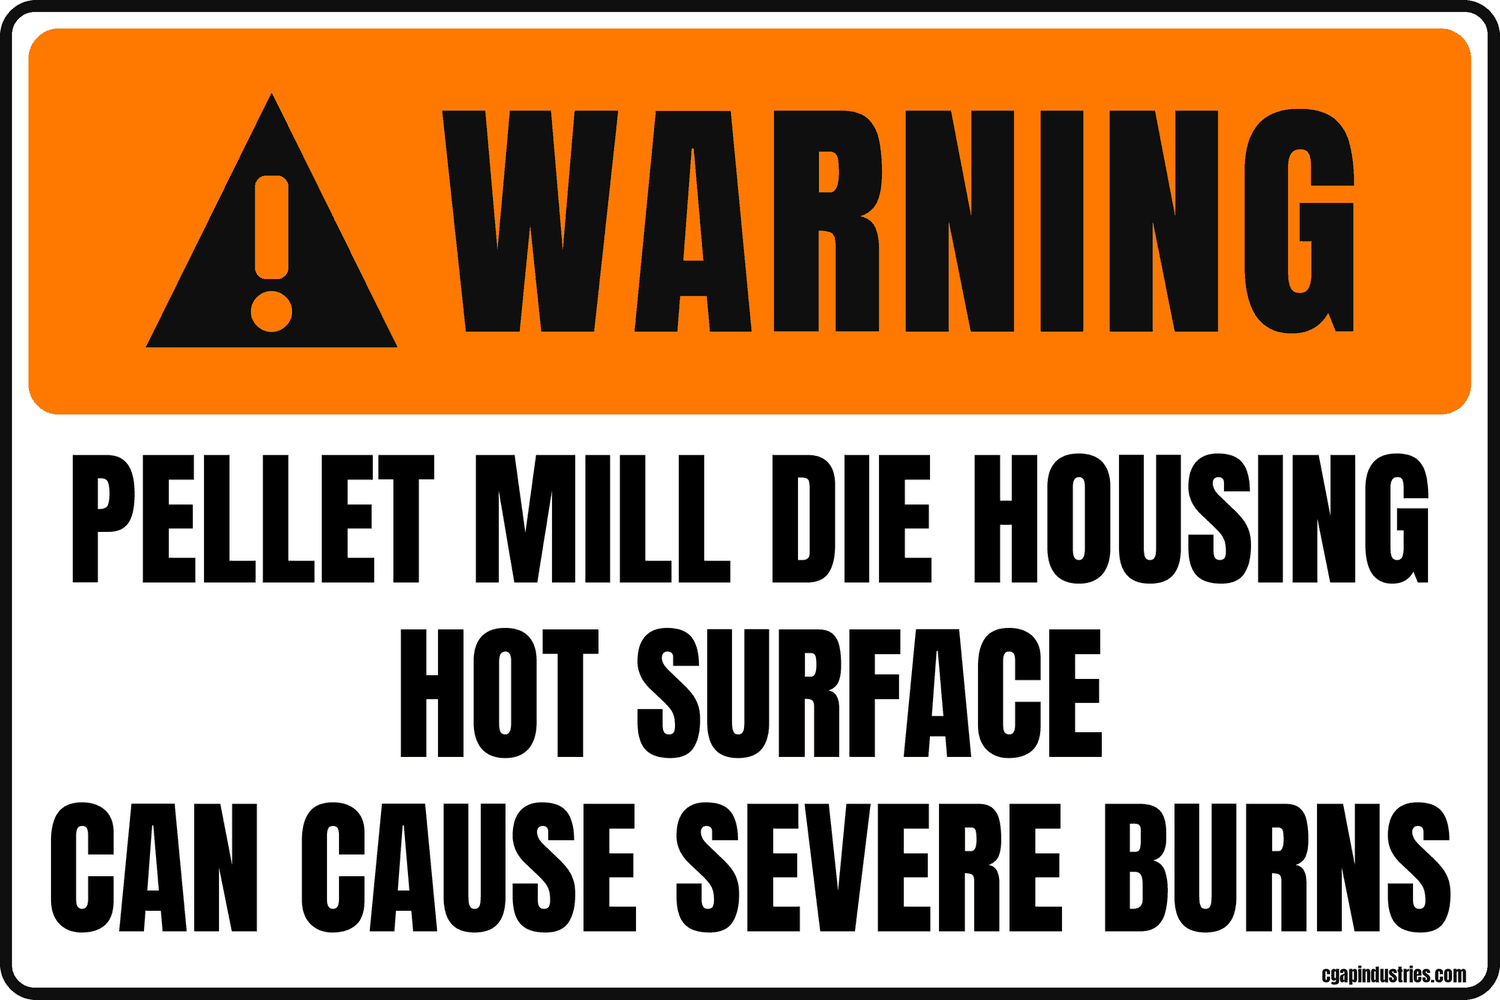 WARNING
PELLET MILL DIE HOUSING
HOT SURFACE
CAN CAUSE SEVERE BURNS
cgapindustries.com